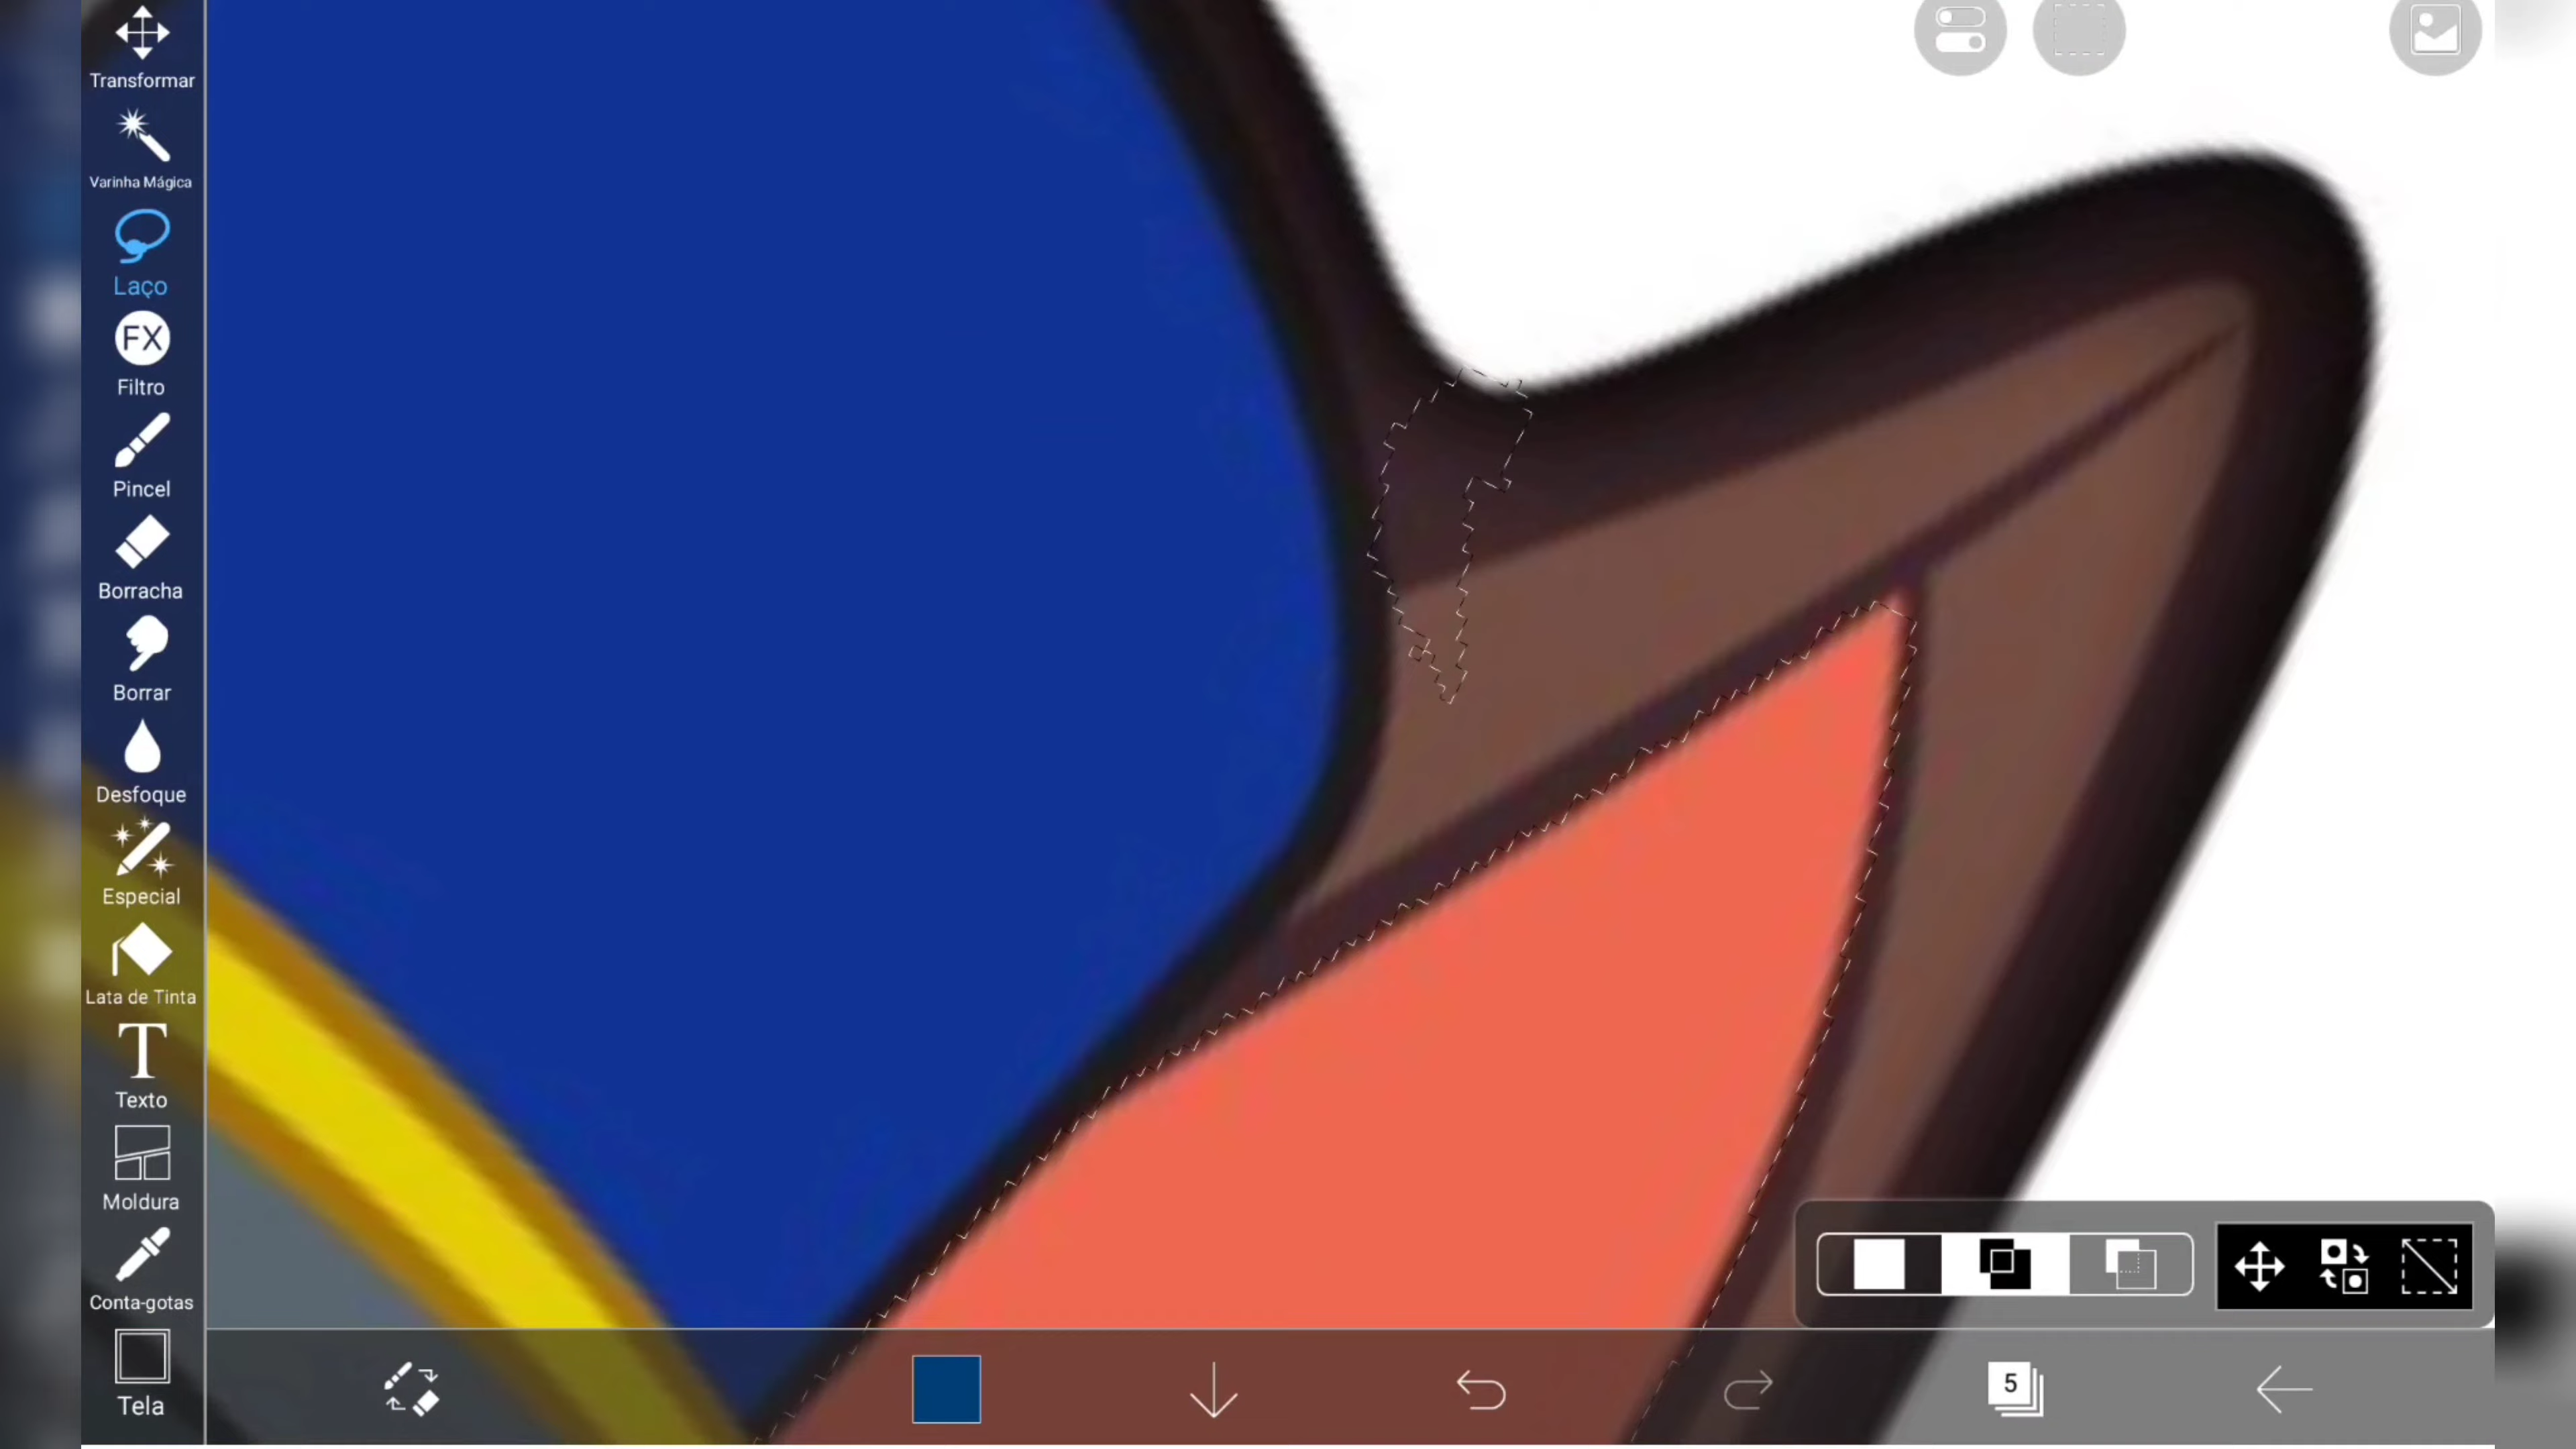 Transformar
Varinha Mágica
Laço
FX
Filtro
Pincel
Borracha
Borrar
Desfoque
Especial
Lata de Tinta
T
Texto
Moldura
Conta-gotas
Tela
5